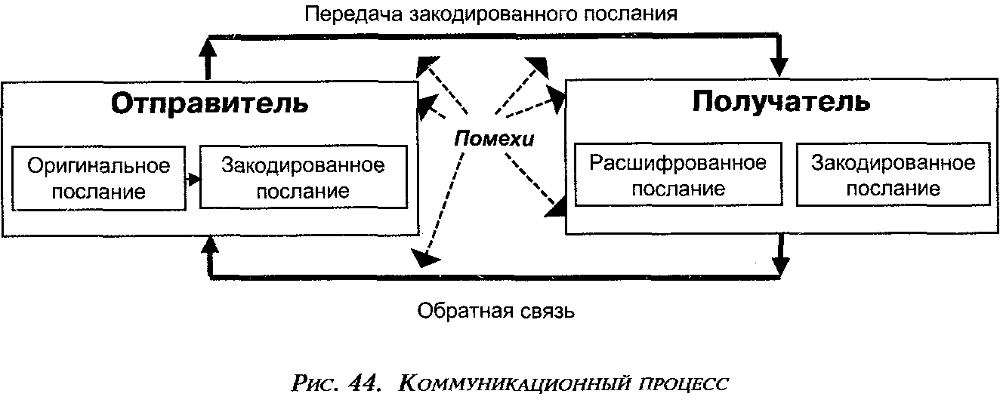 Передача закодированного послания
Отправитель
Получатель
Помехи
Оригинальное
послание
Закодированное
послание
Расшифрованное
послание
Закодированное
послание
Обратная связь
Рис. 44. Коммуникационный процесс